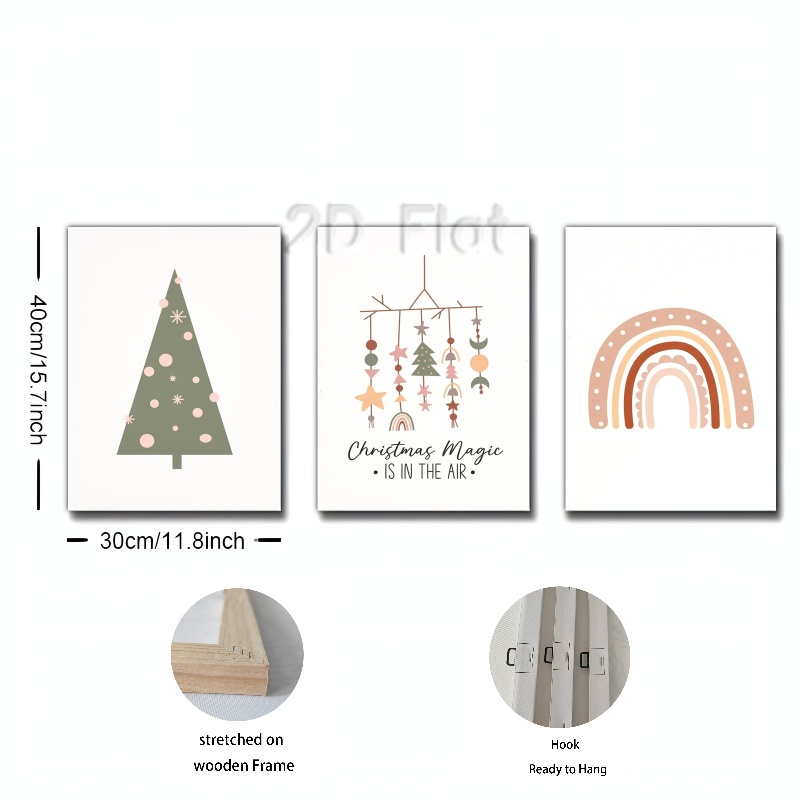 2D Flat
40cm/15.7inch
Christmas Magic
• IS IN THE AIR •
30cm/11.8inch
stretched on
wooden Frame
Hook
Ready to Hang